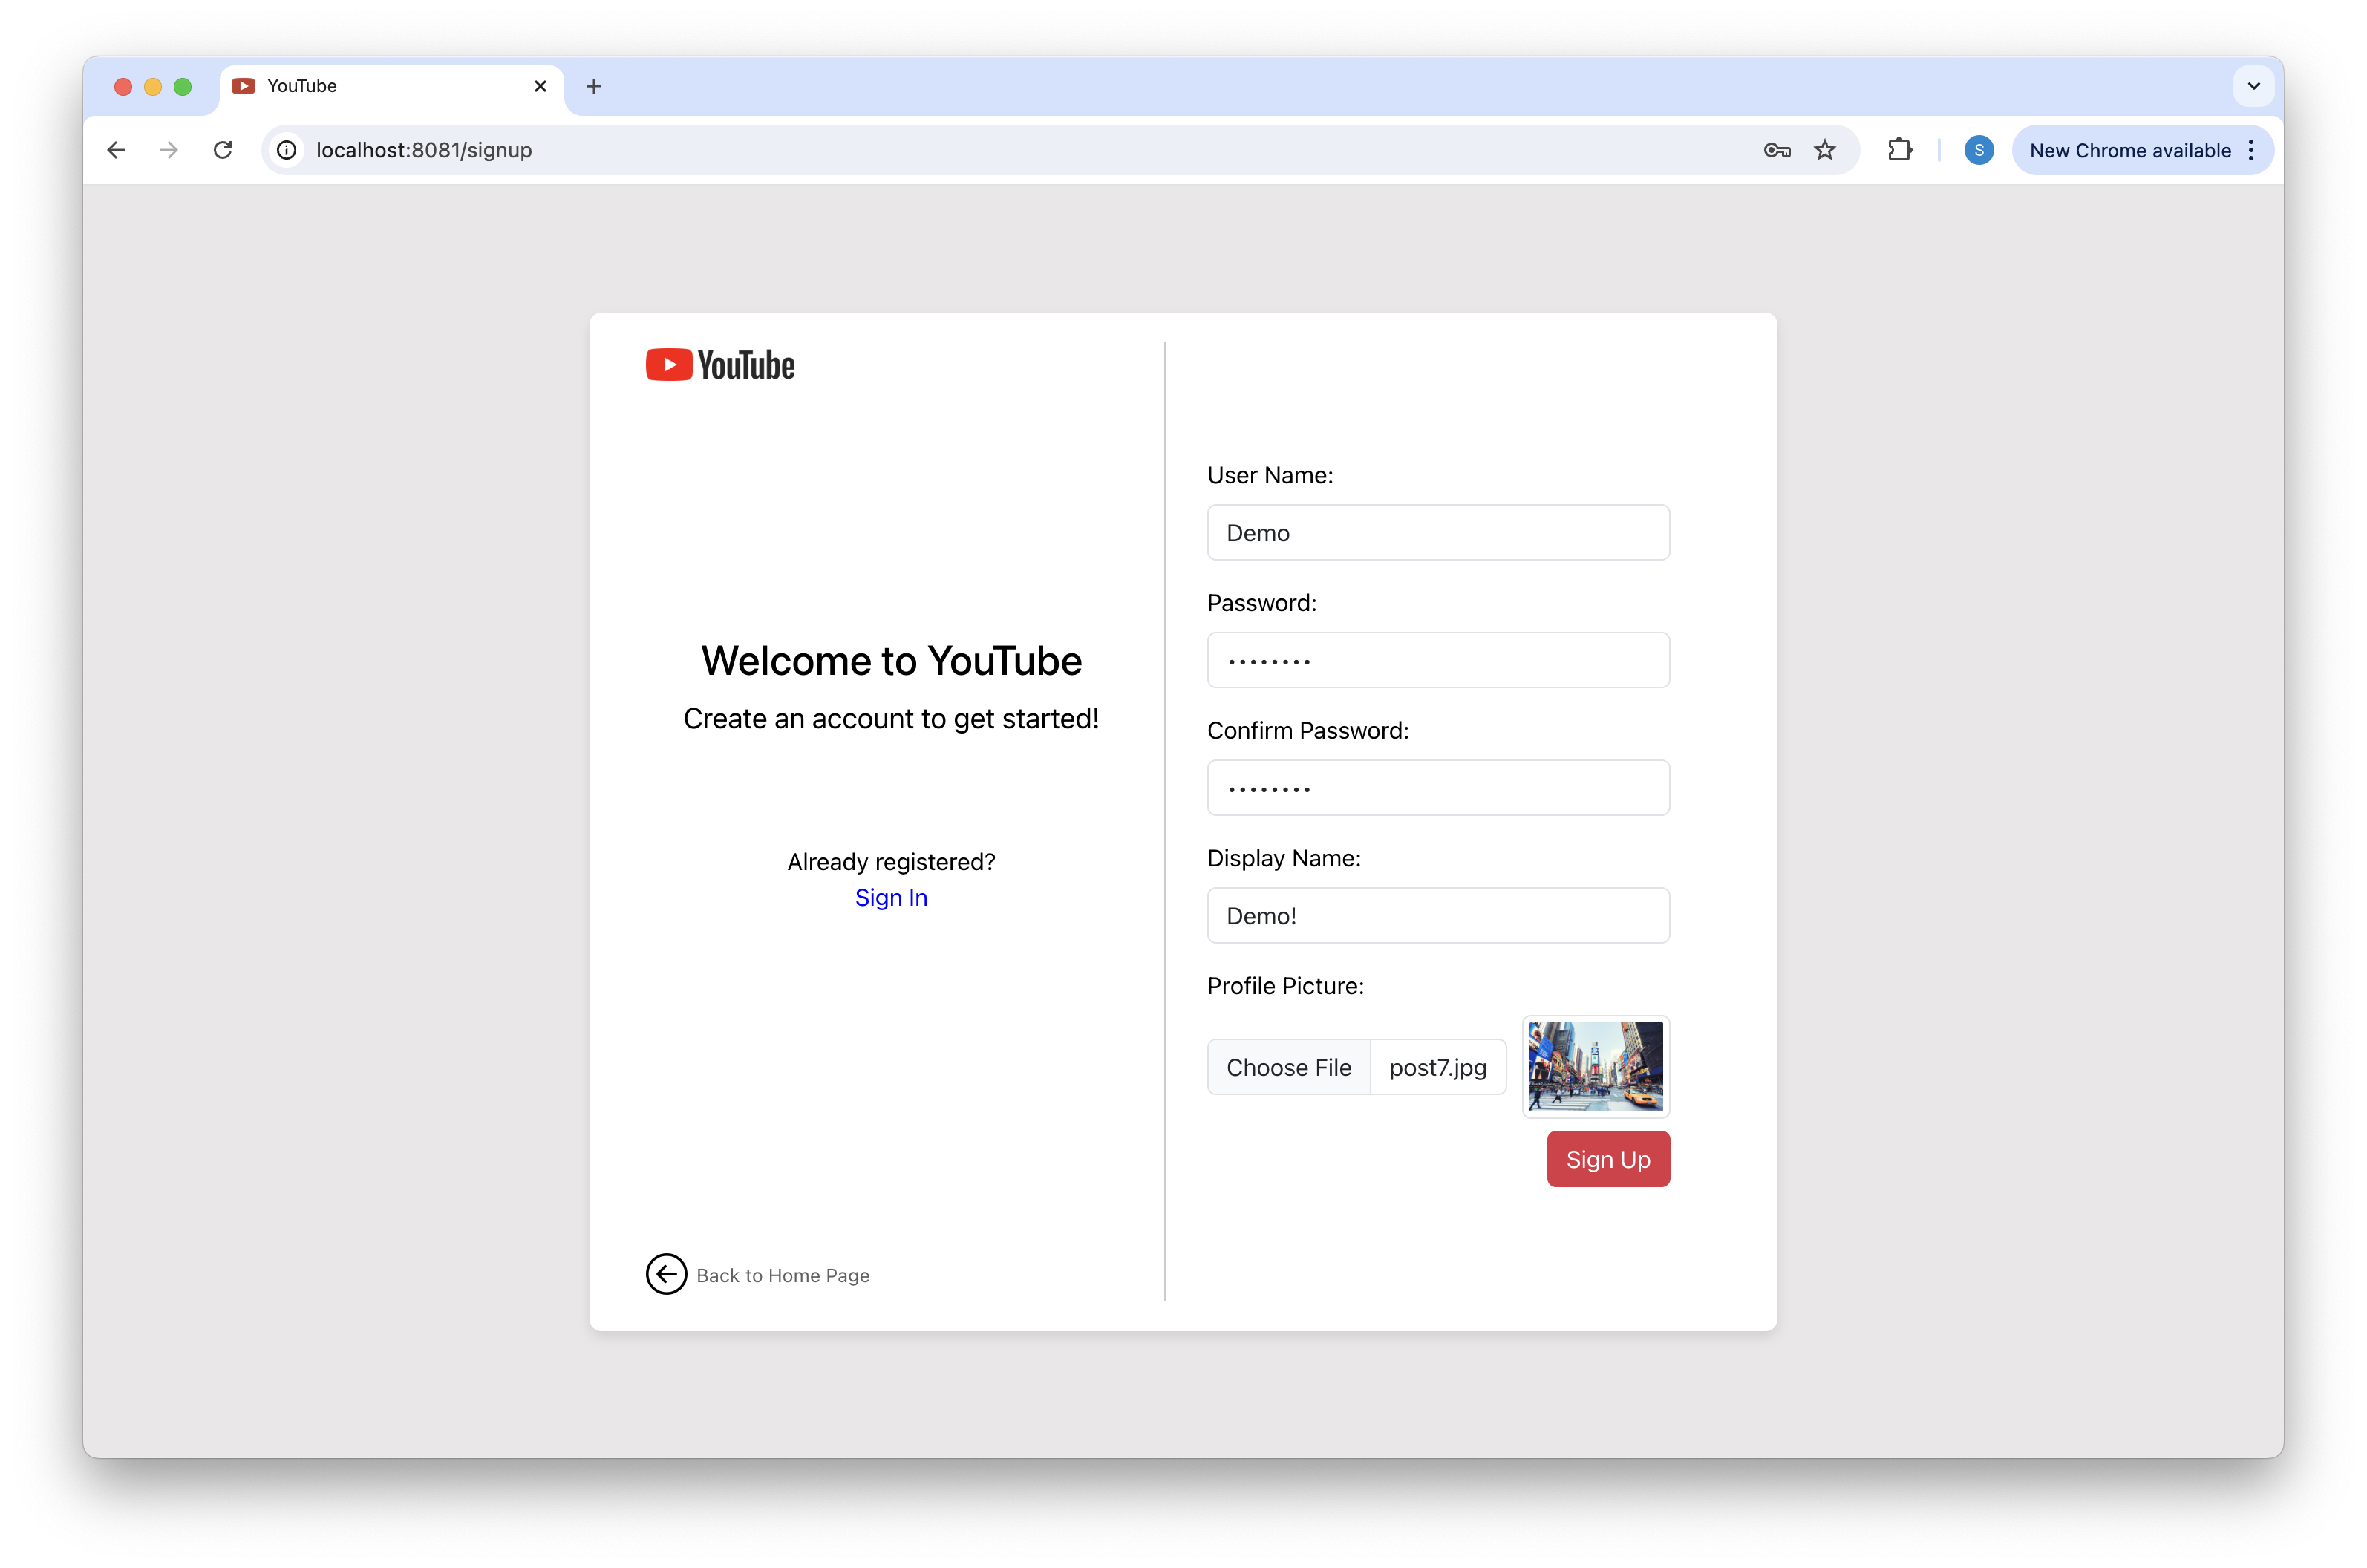 YouTube
localhost:8081/signup
S
New Chrome available
YouTube
Welcome to YouTube
Create an account to get started!
Already registered?
Sign In
Back to Home Page
User Name:
Demo
Password:
••••••••
Confirm Password:
••••••••
Display Name:
Demo!
Profile Picture:
Choose File post7.jpg
Sign Up